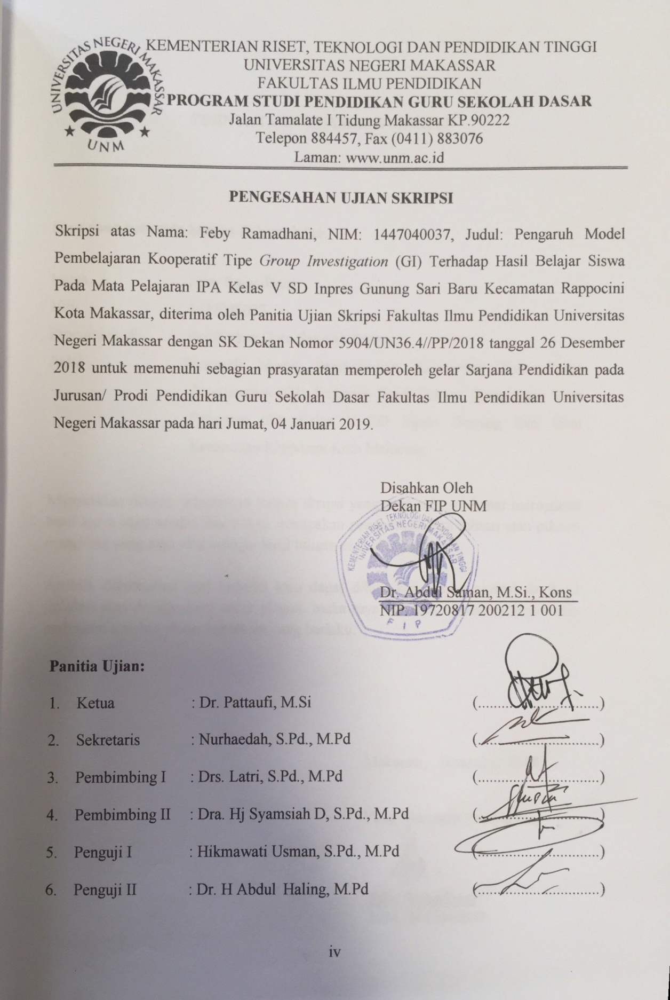 UNIVERSITAS NEGERI MAKASSAR
UNM
KEMENTERIAN RISET, TEKNOLOGI DAN PENDIDIKAN TINGGI
UNIVERSITAS NEGERI MAKASSAR
FAKULTAS ILMU PENDIDIKAN
PROGRAM STUDI PENDIDIKAN GURU SEKOLAH DASAR
Jalan Tamalate I Tidung Makassar KP.90222
Telepon 884457, Fax (0411) 883076
Laman: www.unm.ac.id
PENGESAHAN UJIAN SKRIPSI
Skripsi atas Nama: Feby Ramadhani, NIM: 1447040037, Judul: Pengaruh Model
Pembelajaran Kooperatif Tipe Group Investigation (GI) Terhadap Hasil Belajar Siswa
Pada Mata Pelajaran IPA Kelas V SD Inpres Gunung Sari Baru Kecamatan Rappocini
Kota Makassar, diterima oleh Panitia Ujian Skripsi Fakultas Ilmu Pendidikan Universitas
Negeri Makassar dengan SK Dekan Nomor 5904/UN36.4//PP/2018 tanggal 26 Desember
2018 untuk memenuhi sebagian prasyaratan memperoleh gelar Sarjana Pendidikan pada
Jurusan/ Prodi Pendidikan Guru Sekolah Dasar Fakultas Ilmu Pendidikan Universitas
Negeri Makassar pada hari Jumat, 04 Januari 2019.
Disahkan Oleh
Dekan FIP UNM
KEMENTERIAN RISET TEKNOLOGI DAN PENDIDIKAN TINGGI
UNIVERSITAS NEGERI MAKASSAR
Dr. Abdul Saman, M.Si., Kons
NIP. 19720817 200212 1 001
FIP
Panitia Ujian:
1. Ketua : Dr. Pattaufi, M.Si (..............................)
2. Sekretaris : Nurhaedah, S.Pd., M.Pd (..............................)
3. Pembimbing I : Drs. Latri, S.Pd., M.Pd (..............................)
4. Pembimbing II : Dra. Hj Syamsiah D, S.Pd., M.Pd (..............................)
5. Penguji I : Hikmawati Usman, S.Pd., M.Pd (..............................)
6. Penguji II : Dr. H Abdul Haling, M.Pd (..............................)
iv